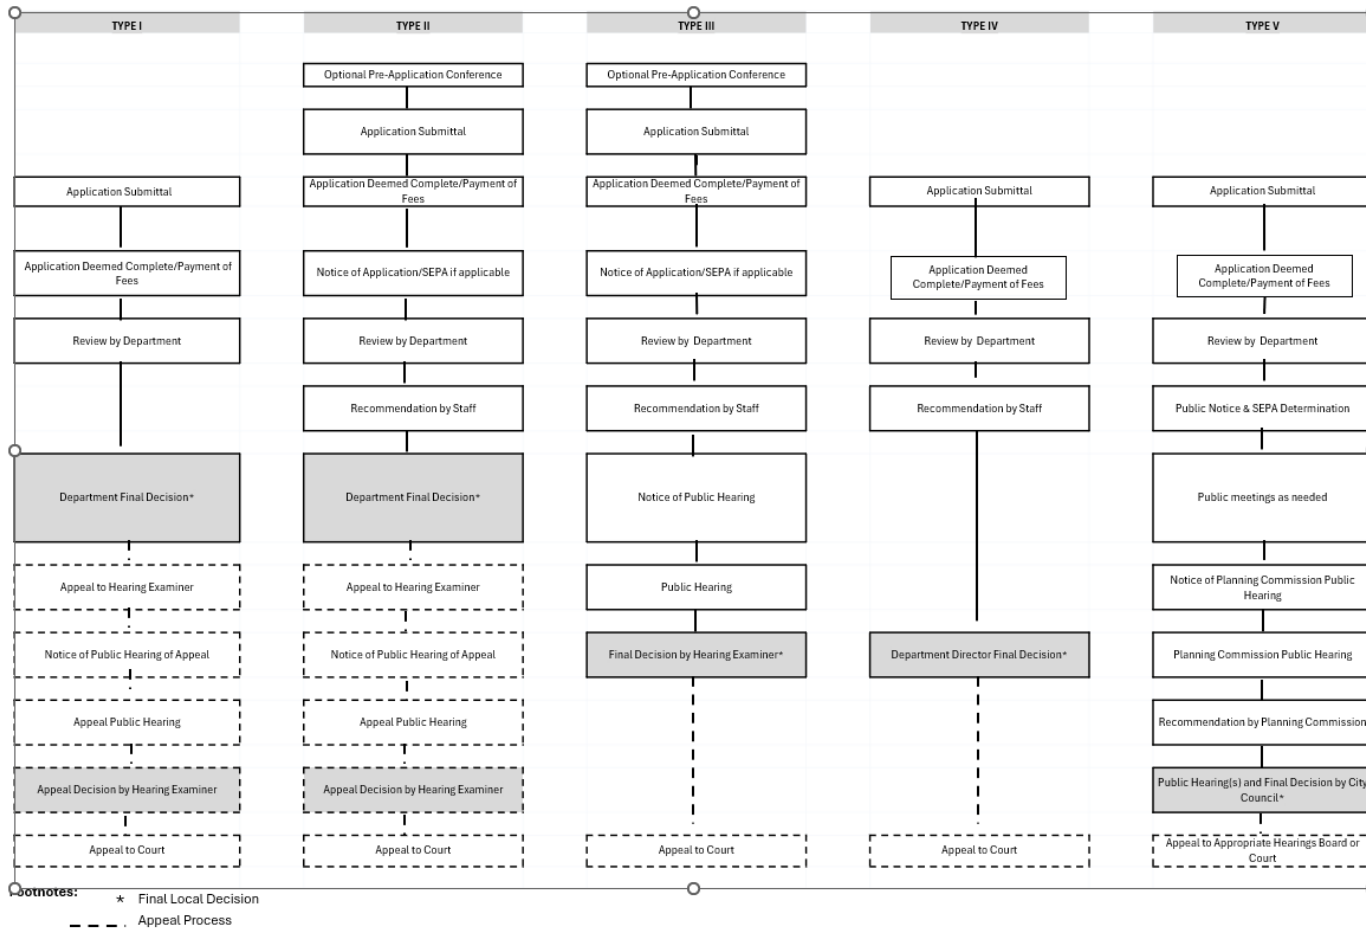 TYPE I
TYPE II
TYPE III
TYPE IV
TYPE V
Optional Pre-Application Conference
Optional Pre-Application Conference
Application Submittal
Application Submittal
Application Submittal
Application Deemed Complete/Payment of
Fees
Application Deemed Complete/Payment of
Fees
Application Submittal
Application Submittal
Application Deemed Complete/Payment of
Fees
Notice of Application/SEPA if applicable
Notice of Application/SEPA if applicable
Application Deemed
Complete/Payment of Fees
Application Deemed
Complete/Payment of Fees
Review by Department
Review by Department
Review by Department
Review by Department
Review by Department
Recommendation by Staff
Recommendation by Staff
Recommendation by Staff
Public Notice & SEPA Determination
Department Final Decision*
Department Final Decision*
Notice of Public Hearing
Public meetings as needed
Appeal to Hearing Examiner
Appeal to Hearing Examiner
Public Hearing
Notice of Planning Commission Public
Hearing
Notice of Public Hearing of Appeal
Notice of Public Hearing of Appeal
Final Decision by Hearing Examiner*
Department Director Final Decision*
Planning Commission Public Hearing
Appeal Public Hearing
Appeal Public Hearing
Recommendation by Planning Commission
Appeal Decision by Hearing Examiner
Appeal Decision by Hearing Examiner
Public Hearing(s) and Final Decision by City
Council*
Appeal to Court
Appeal to Court
Appeal to Court
Appeal to Court
Appeal to Appropriate Hearings Board or
Court
Footnotes:
* Final Local Decision
Appeal Process